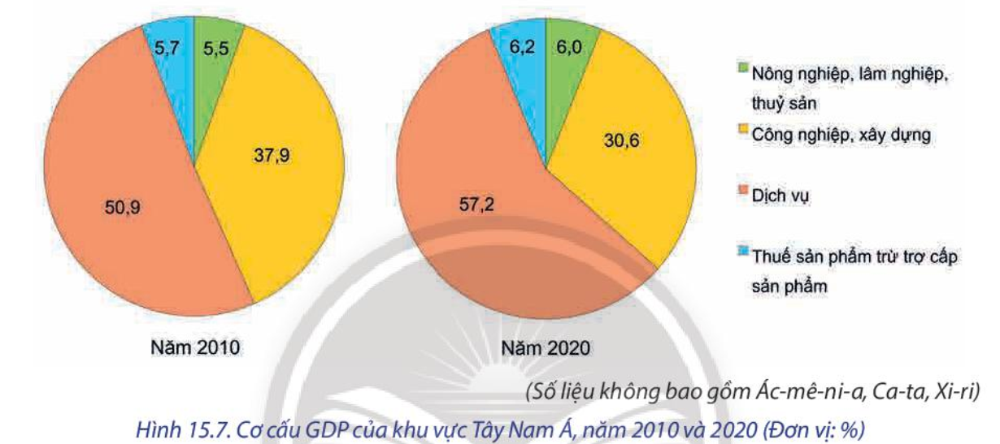 5,7
5,5
37,9
50,9
Năm 2010
6,2
6,0
30,6
57,2
Năm 2020
Nông nghiệp, lâm nghiệp,
thuỷ sản
Công nghiệp, xây dựng
Dịch vụ
Thuế sản phẩm trừ trợ cấp
sản phẩm
(Số liệu không bao gồm Ác-mê-ni-a, Ca-ta, Xi-ri)
Hình 15.7. Cơ cấu GDP của khu vực Tây Nam Á, năm 2010 và 2020 (Đơn vị: %)